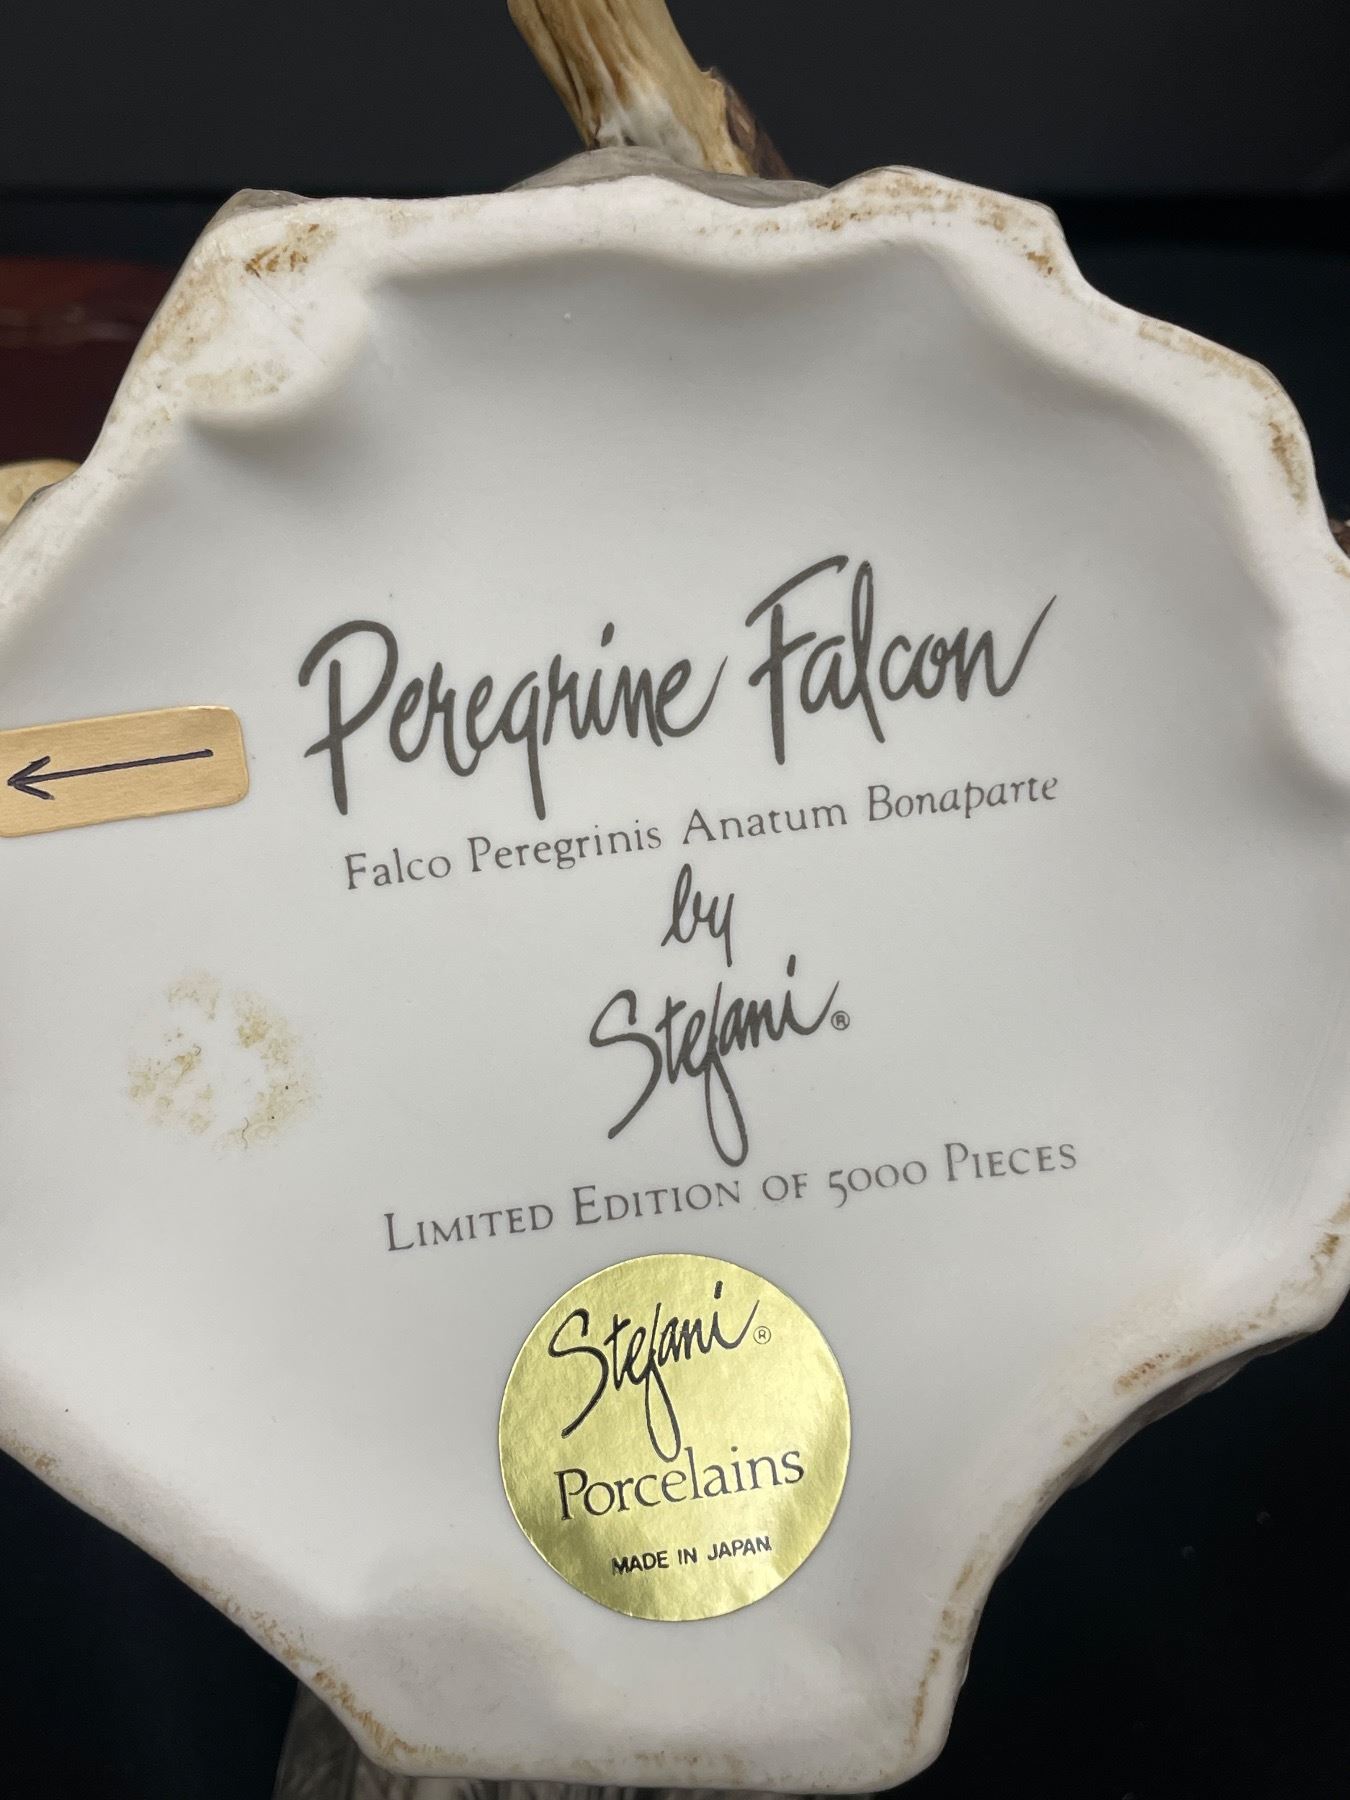 Peregrine Falcon
Falco Peregrinis Anatum Bonaparte
by
Stefani®
LIMITED EDITION OF 5000 PIECES
Stefani®
Porcelains
MADE IN JAPAN